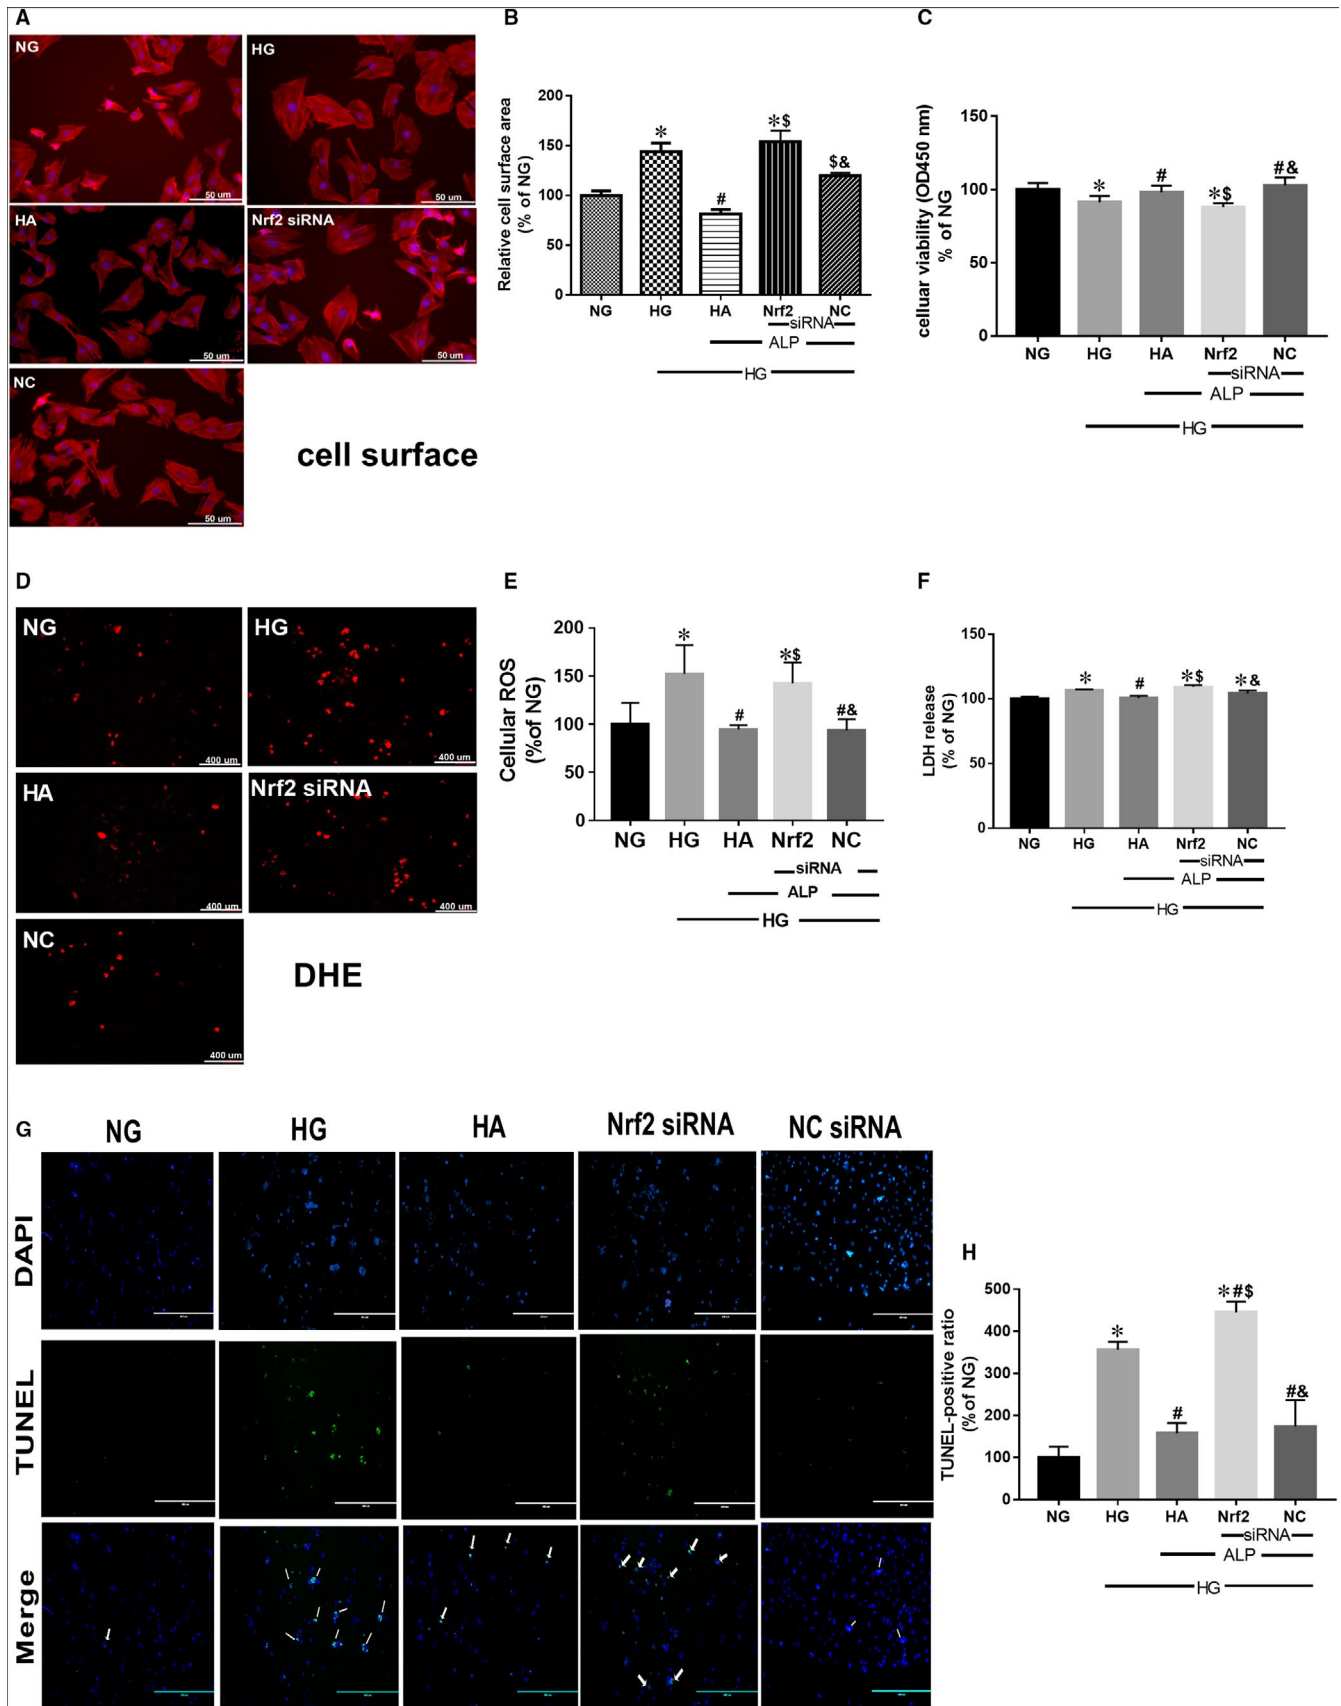 A
NG
HG
50 um
50 um
HA
Nrf2 siRNA
50 um
50 um
NC
50 um
cell surface
B
Relative cell surface area
(% of NG)
200
150
100
50
0
*
#
*$
$&
NG HG HA Nrf2 NC
siRNA
ALP
HG
C
celluar viability (OD450 nm)
% of NG
150
100
50
0
*
#
*$
#&
NG HG HA Nrf2 NC
siRNA
ALP
HG
D
NG
HG
400 um
400 um
HA
Nrf2 siRNA
400 um
400 um
NC
400 um
DHE
E
Cellular ROS
(%of NG)
200
150
100
50
0
*
#
*$
#&
NG HG HA Nrf2 NC
siRNA
ALP
HG
F
LDH release
(% of NG)
150
100
50
0
*
#
*$
*&
NG HG HA Nrf2 NC
siRNA
ALP
HG
G
NG HG HA Nrf2 siRNA NC siRNA
DAPI
TUNEL
Merge
H
TUNEL-positive ratio
(%of NG)
500
400
300
200
100
0
*
#
*#$
#&
NG HG HA Nrf2 NC
siRNA
ALP
HG